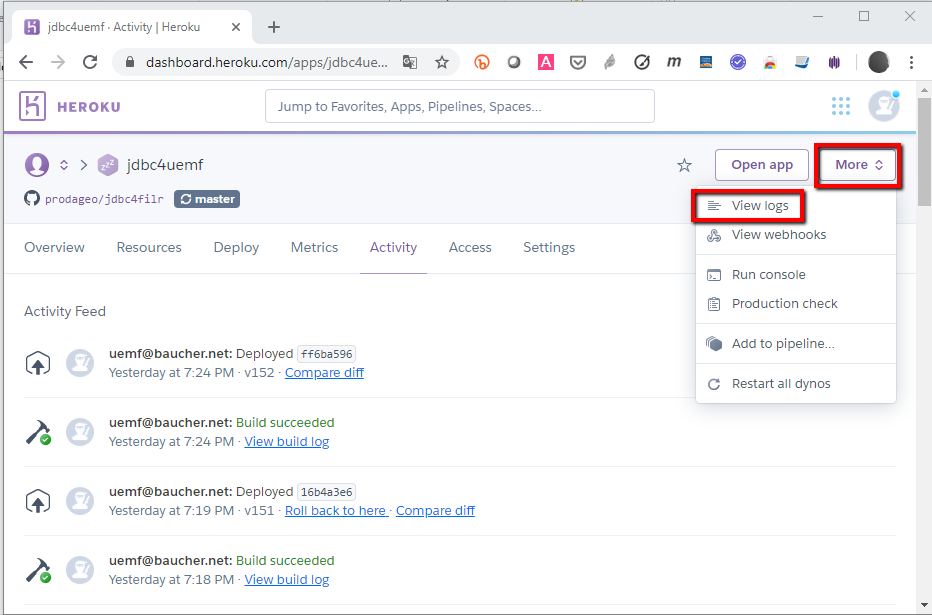 jdbc4uemf · Activity | Heroku
dashboard.heroku.com/apps/jdbc4ue...
HEROKU
Jump to Favorites, Apps, Pipelines, Spaces...
jdbc4uemf
Open app
More
prodageo/jdbc4filr
master
View logs
View webhooks
Run console
Production check
Add to pipeline...
Restart all dynos
Overview
Resources
Deploy
Metrics
Activity
Access
Settings
Activity Feed
uemf@baucher.net: Deployed ff6ba596
Yesterday at 7:24 PM · v152 · Compare diff
uemf@baucher.net: Build succeeded
Yesterday at 7:24 PM · View build log
uemf@baucher.net: Deployed 16b4a3e6
Yesterday at 7:19 PM · v151 · Roll back to here · Compare diff
uemf@baucher.net: Build succeeded
Yesterday at 7:18 PM · View build log